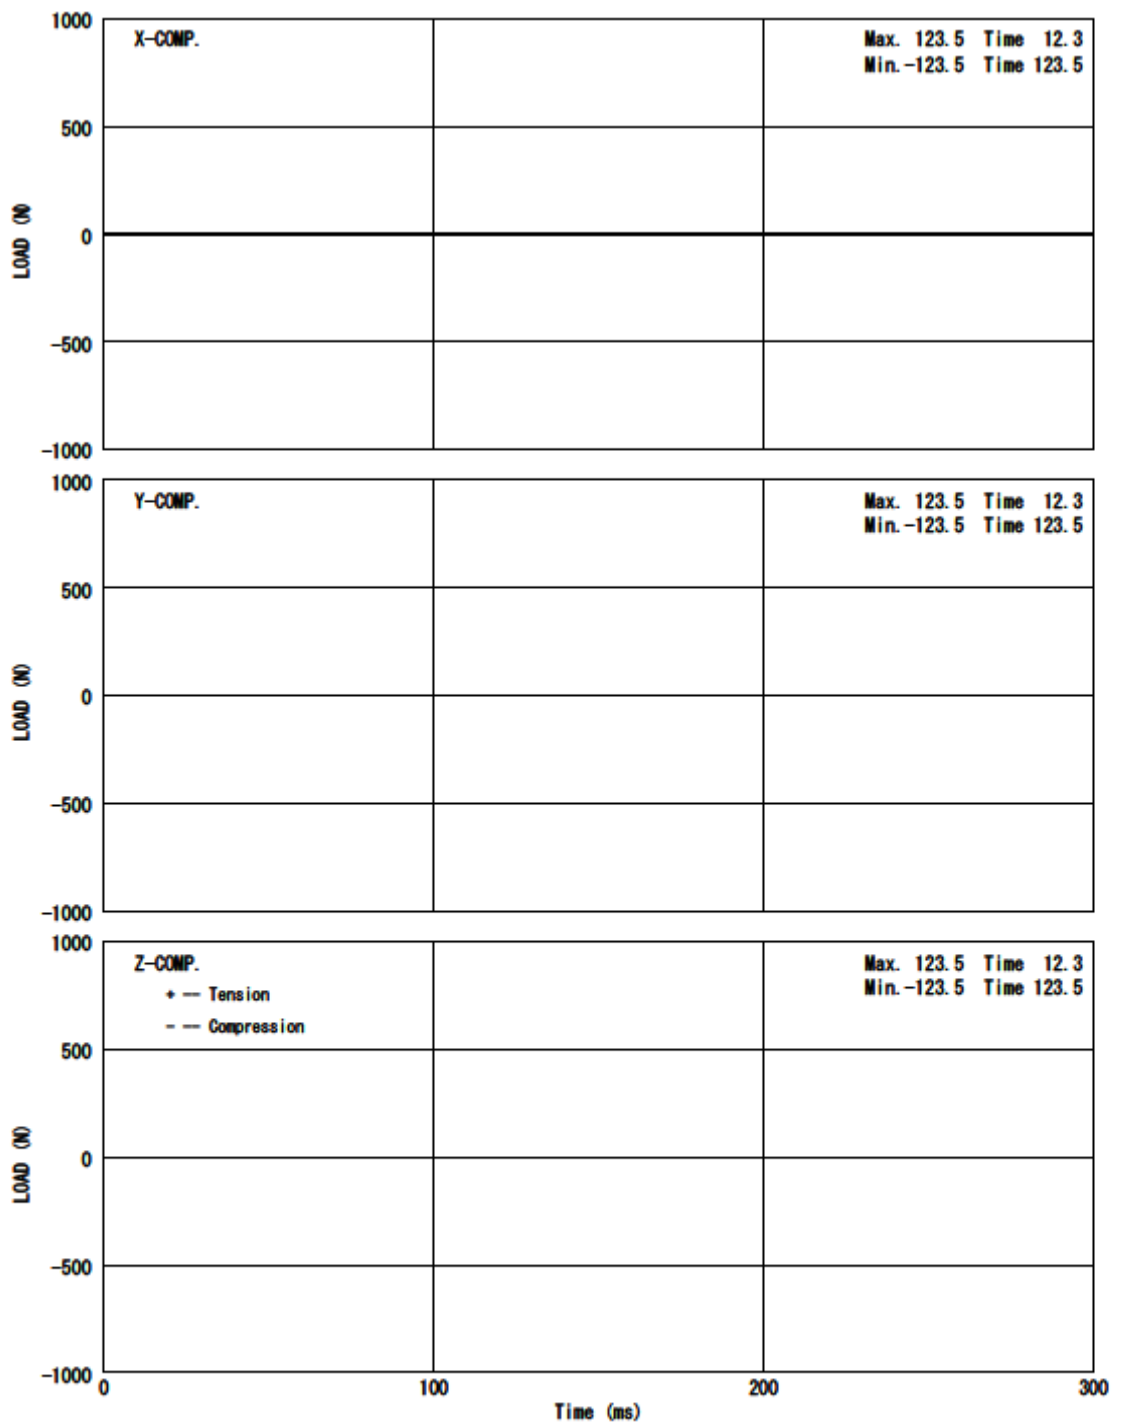 1000
X-COMP.
Max. 123.5 Time 12.3
Min.-123.5 Time 123.5
500
LOAD (N)
0
-500
-1000
1000
Y-COMP.
Max. 123.5 Time 12.3
Min.-123.5 Time 123.5
500
LOAD (N)
0
-500
-1000
1000
Z-COMP.
Max. 123.5 Time 12.3
Min.-123.5 Time 123.5
+ -- Tension
- -- Compression
500
LOAD (N)
0
-500
-1000
0 100 200 300
Time (ms)